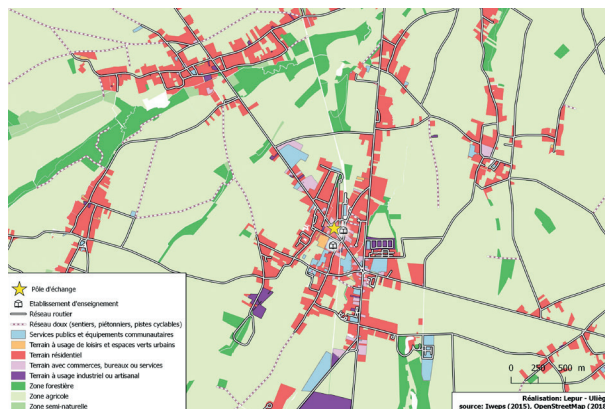 Pôle d'échange
Etablissement d'enseignement
Réseau routier
Réseau doux (sentiers, piétonniers, pistes cyclables)
Services publics et équipements communautaires
Terrain à usage de loisirs et espaces verts urbains
Terrain résidentiel
Terrain avec commerces, bureaux ou services
Terrain à usage industriel ou artisanal
Zone forestière
Zone agricole
Zone semi-naturelle
0 250 500 m
Réalisation: Lepur - Uliège
source: Iweps (2015), OpenStreetMap (2018)